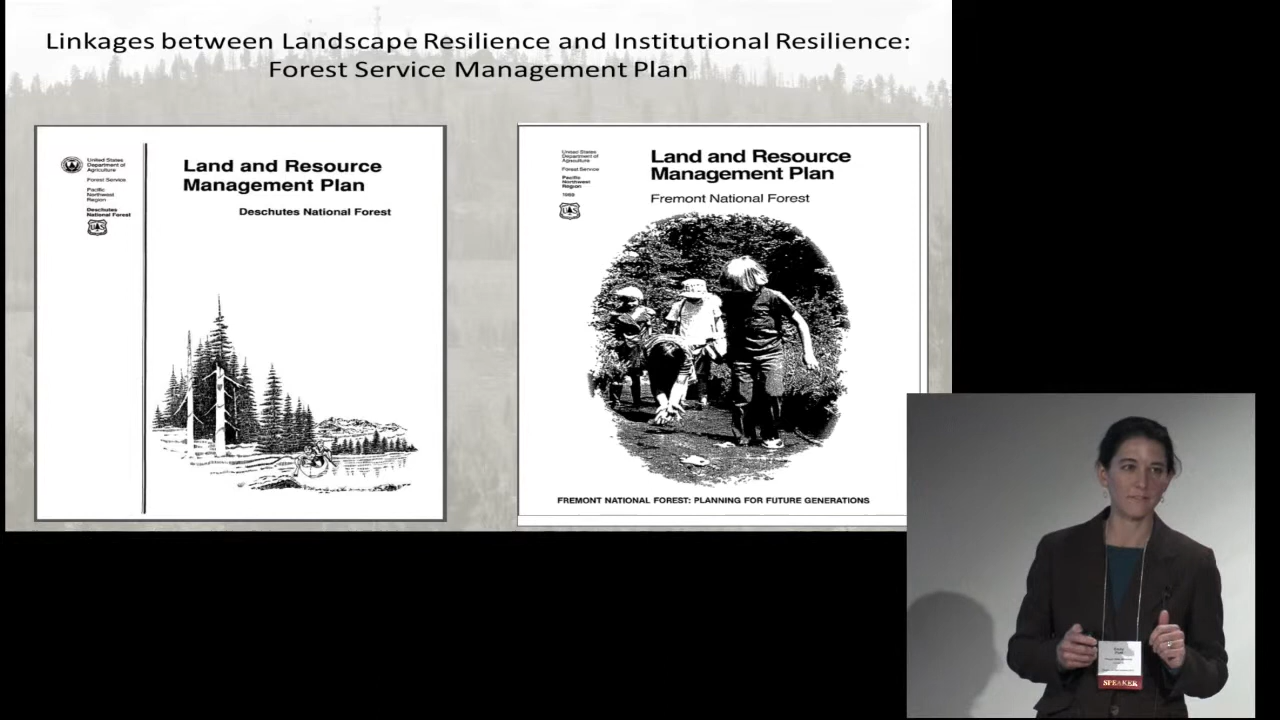 Linkages between Landscape Resilience and Institutional Resilience:
Forest Service Management Plan
United States
Department of
Agriculture
Forest Service
Pacific
Northwest
Region
Deschutes
National Forest
Land and Resource
Management Plan
Deschutes National Forest
United States
Department of
Agriculture
Forest Service
Pacific
Northwest
Region
Land and Resource
Management Plan
Fremont National Forest
FREMONT NATIONAL FOREST: PLANNING FOR FUTURE GENERATIONS
SPEAKER